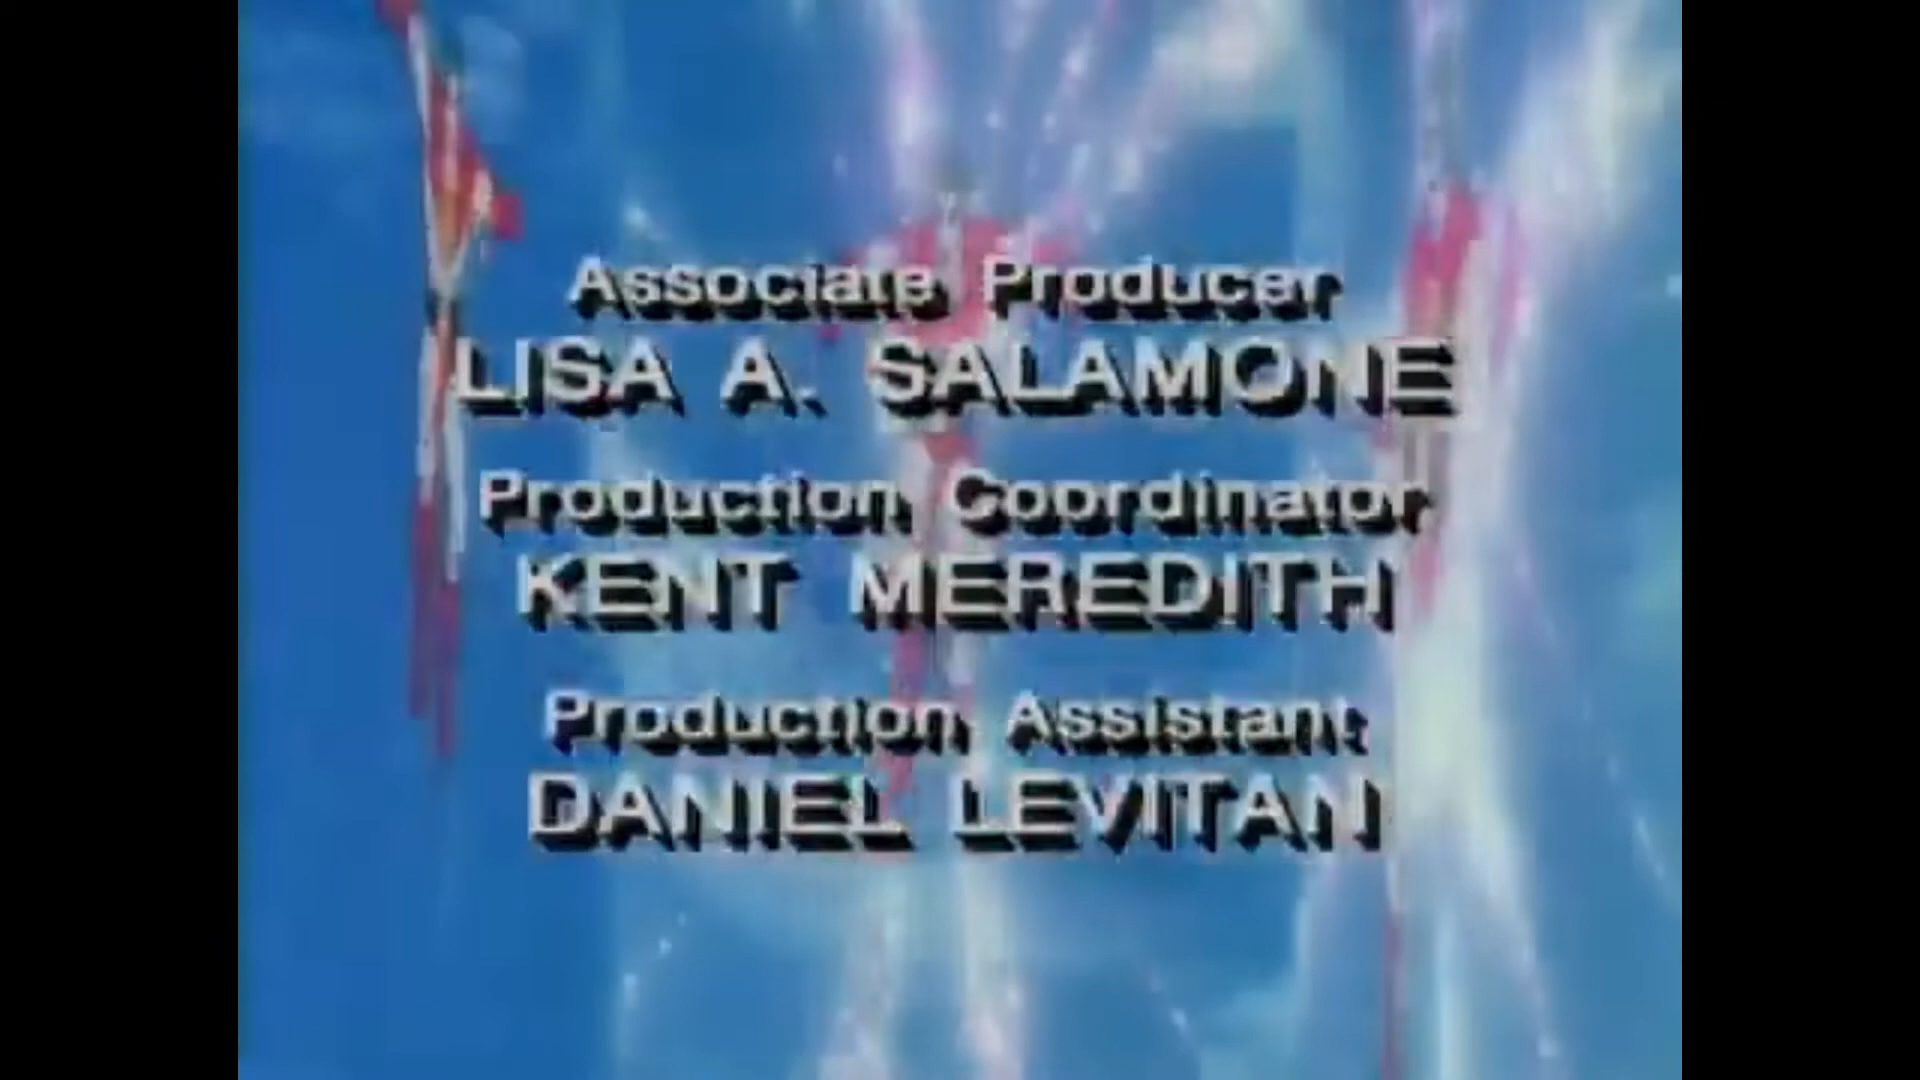 Associate Producer
LISA A. SALAMONE
Production Coordinator
KENT MEREDITH
Production Assistant
DANIEL LEVITAN